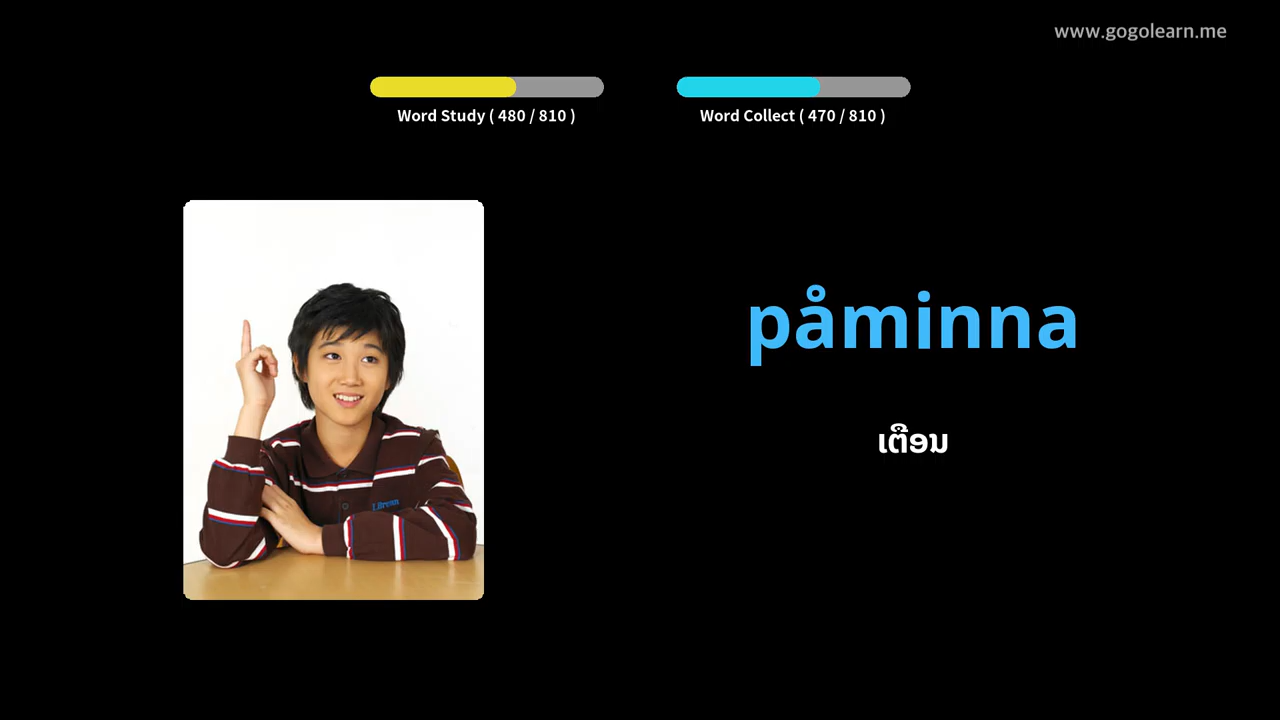 www.gogolearn.me
Word Study ( 480 / 810 )
Word Collect ( 470 / 810 )
påminna
ເຕືອນ